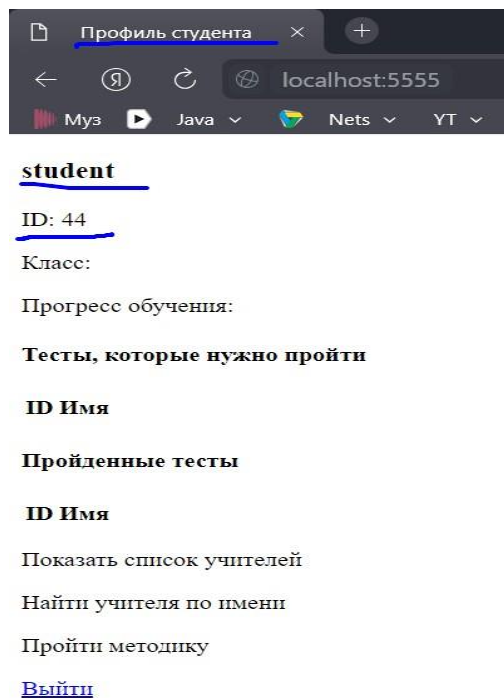 Профиль студента
localhost:5555
Муз Java Nets YT
student
ID: 44
Класс:
Прогресс обучения:
Тесты, которые нужно пройти
ID Имя
Пройденные тесты
ID Имя
Показать список учителей
Найти учителя по имени
Пройти методику
Выйти